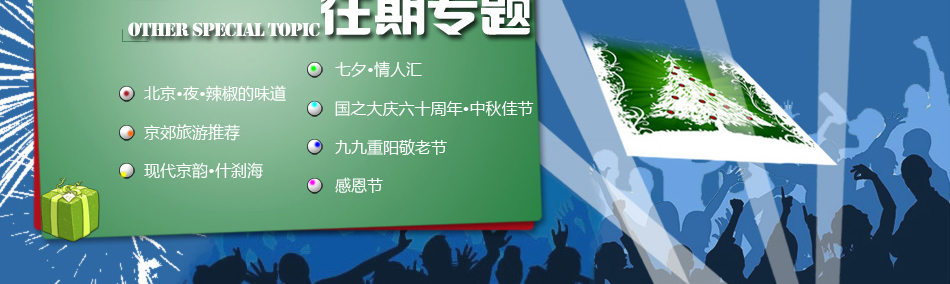 OTHER SPECIAL TOPIC 往期专题
北京•夜•辣椒的味道
京郊旅游推荐
现代京韵•什刹海
七夕•情人汇
国之大庆六十周年•中秋佳节
九九重阳敬老节
感恩节